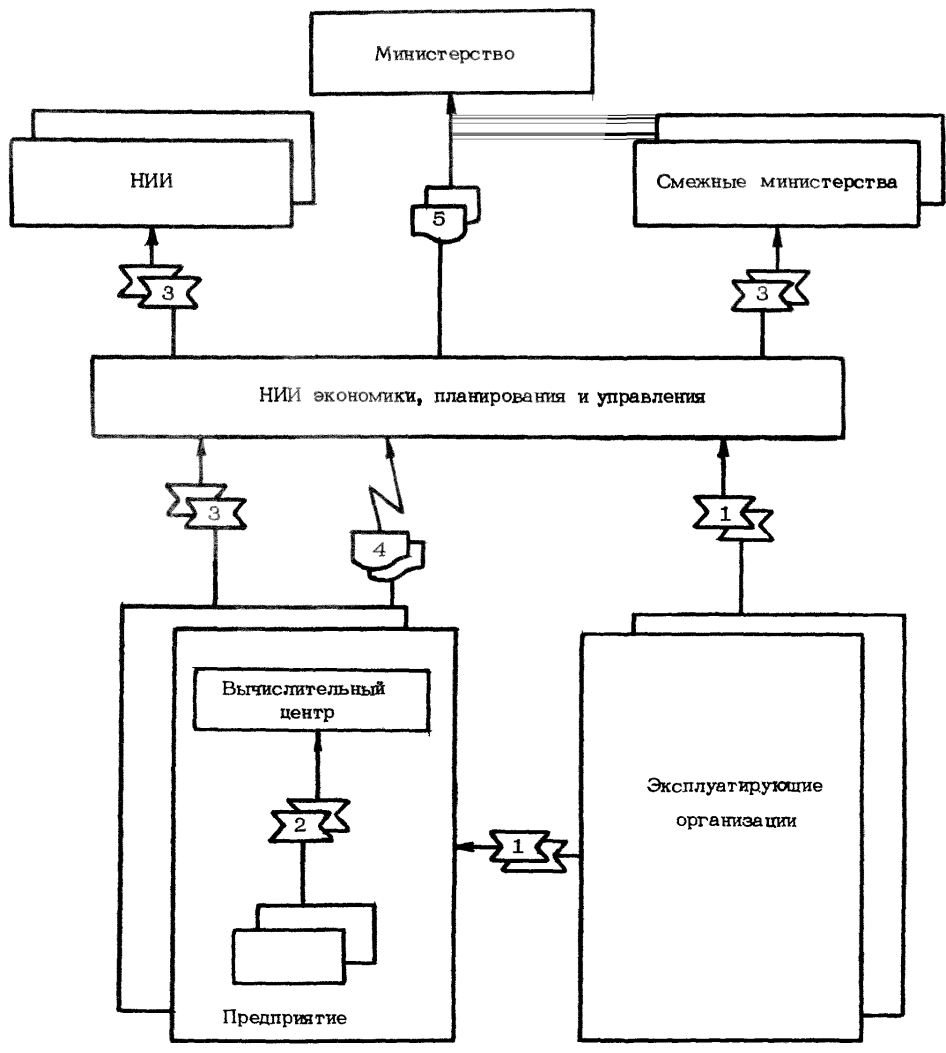 Министерство
НИИ
Смежные министерства
5
3
3
НИИ экономики, планирования и управления
3
1
4
Вычислительный
центр
Эксплуатирующие
организации
2
1
Предприятие